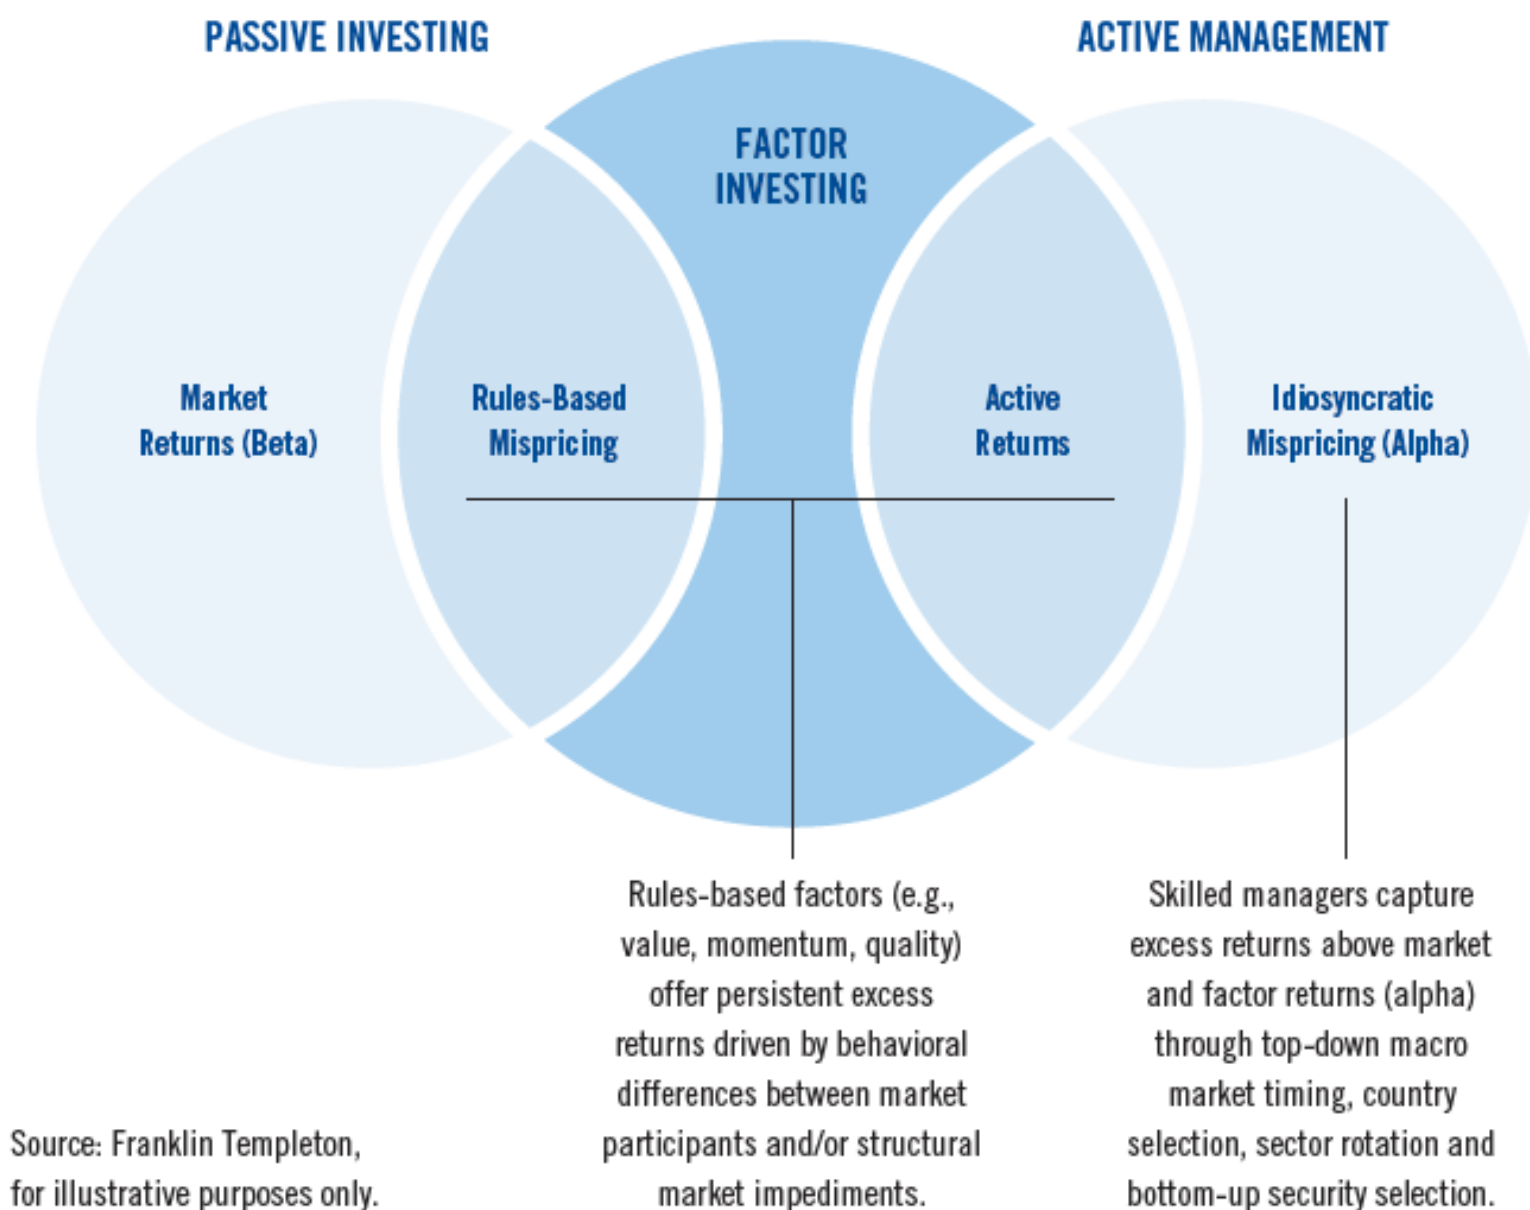 PASSIVE INVESTING
ACTIVE MANAGEMENT
FACTOR
INVESTING
Market
Returns (Beta)
Rules-Based
Mispricing
Active
Returns
Idiosyncratic
Mispricing (Alpha)
Rules-based factors (e.g.,
value, momentum, quality)
offer persistent excess
returns driven by behavioral
differences between market
participants and/or structural
market impediments.
Skilled managers capture
excess returns above market
and factor returns (alpha)
through top-down macro
market timing, country
selection, sector rotation and
bottom-up security selection.
Source: Franklin Templeton,
for illustrative purposes only.